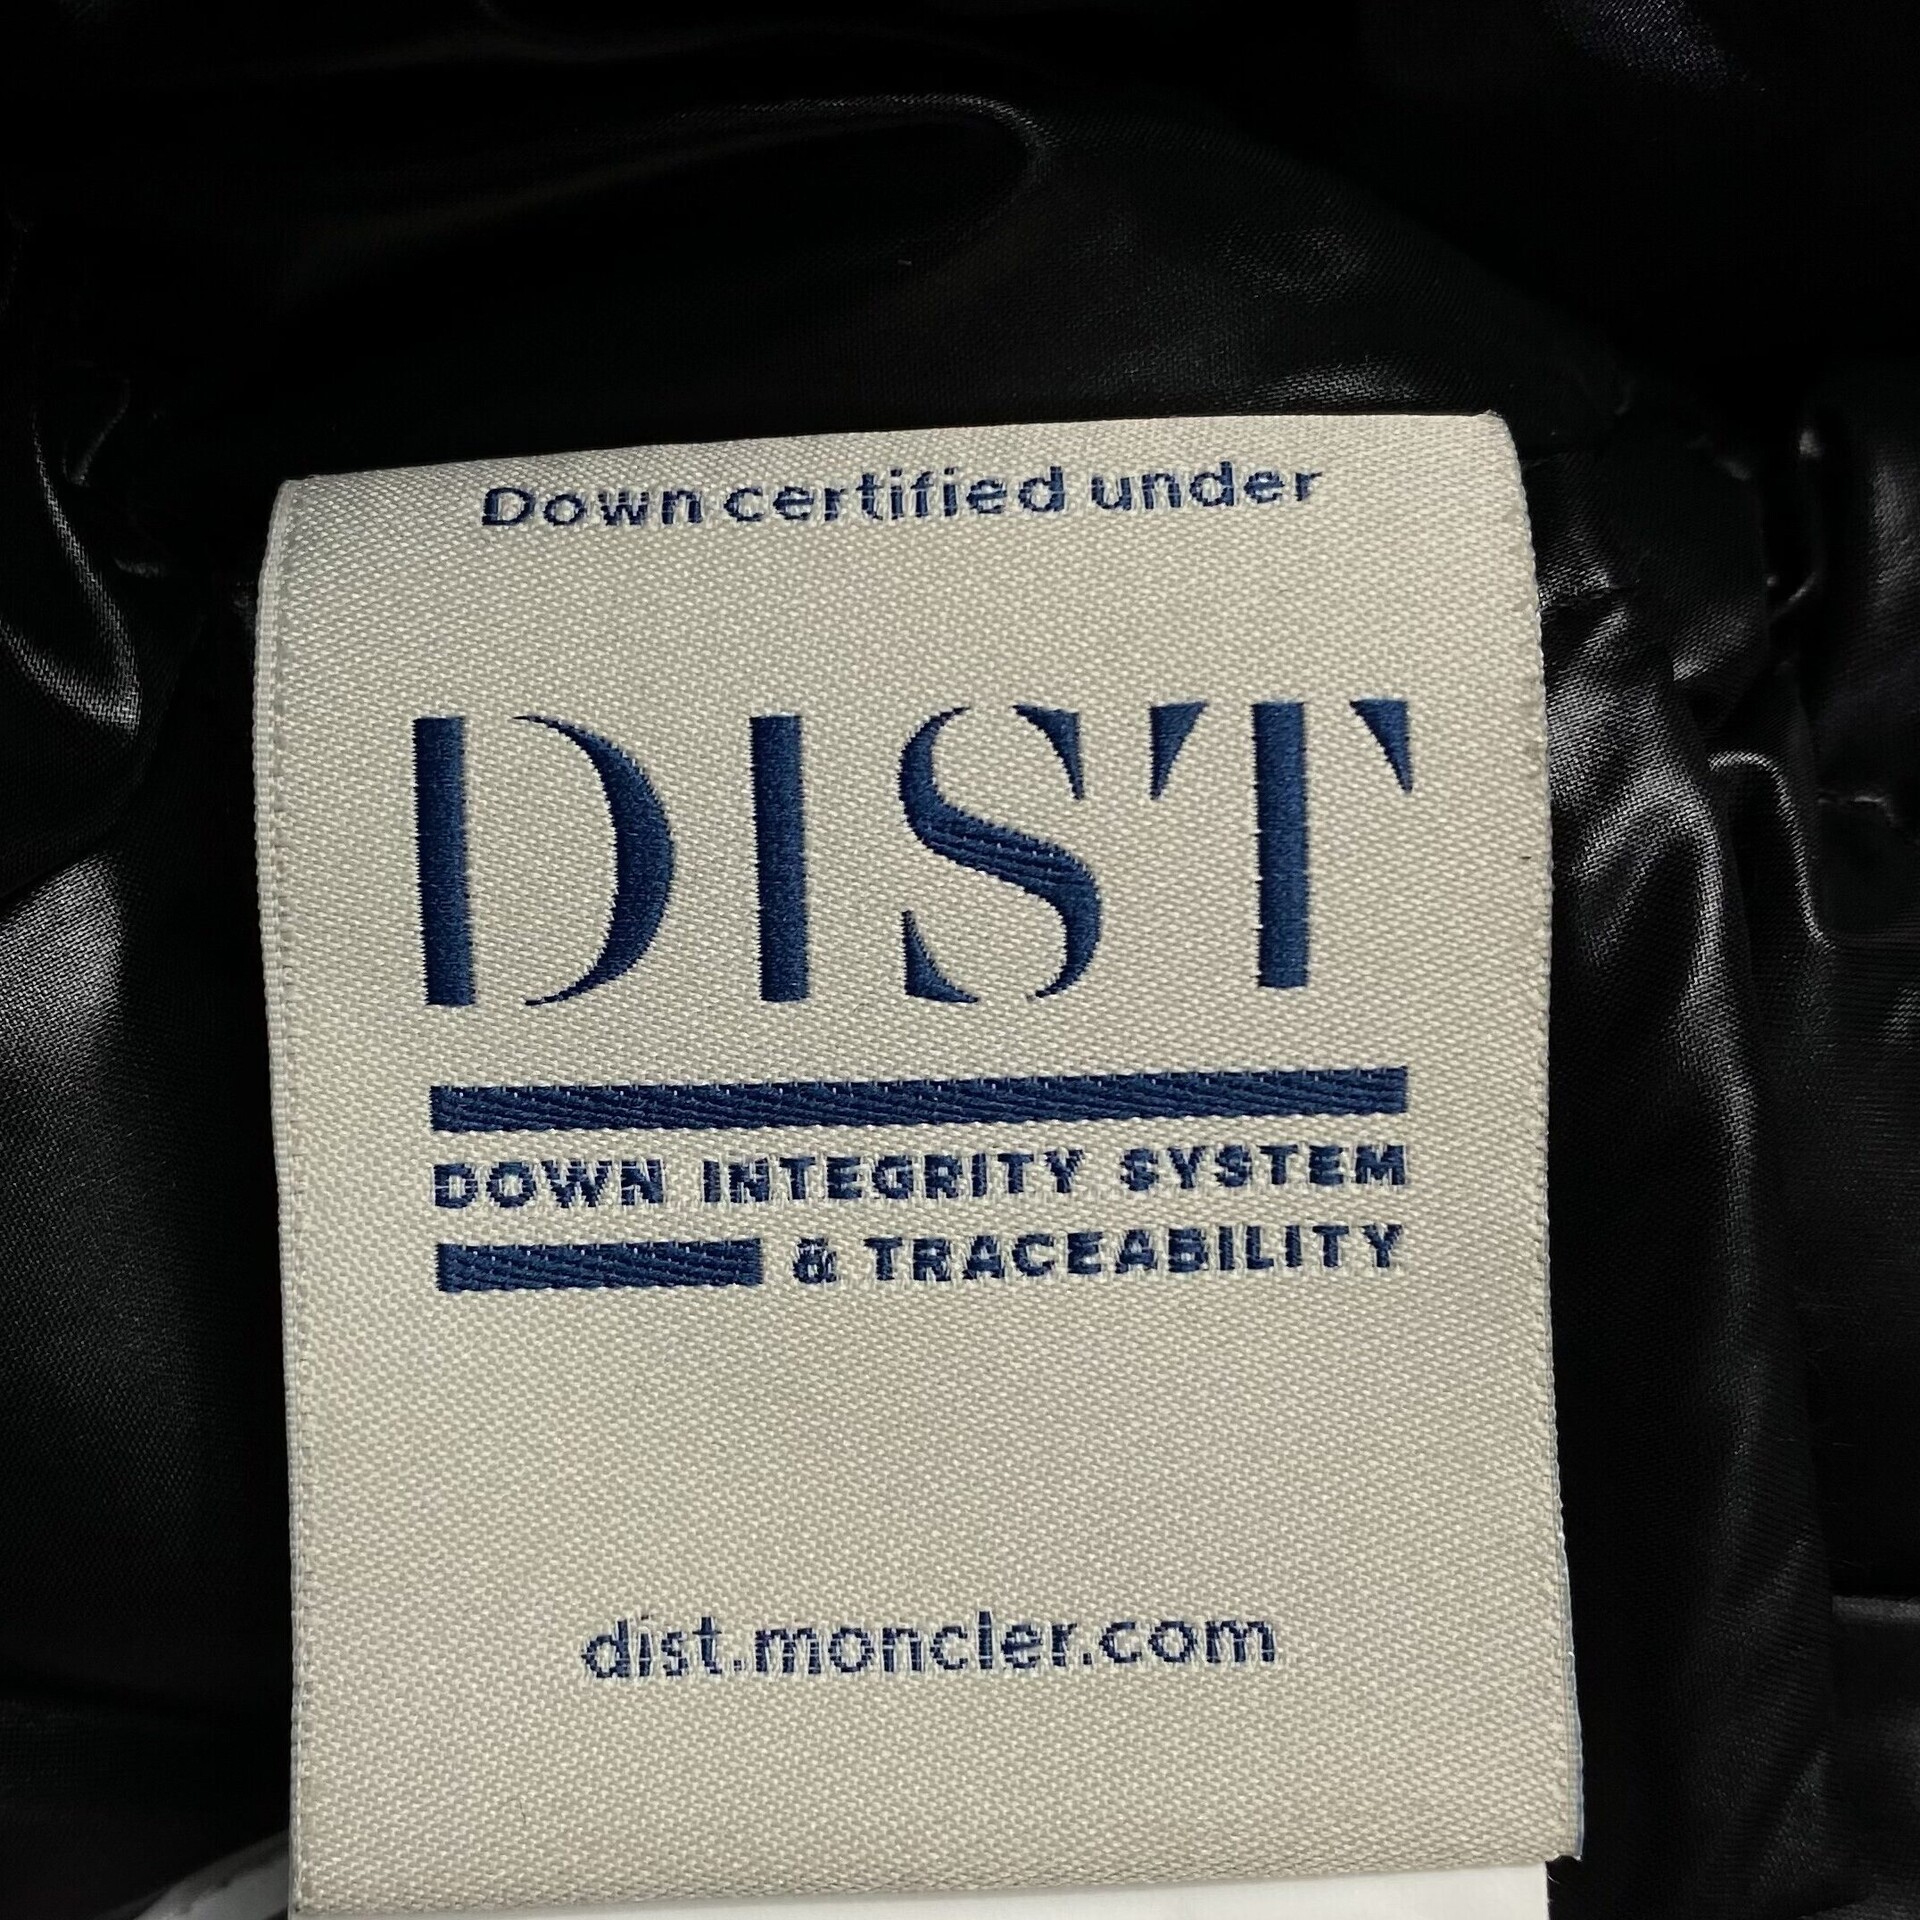 Down certified under
DIST
DOWN INTEGRITY SYSTEM
& TRACEABILITY
dist.moncler.com